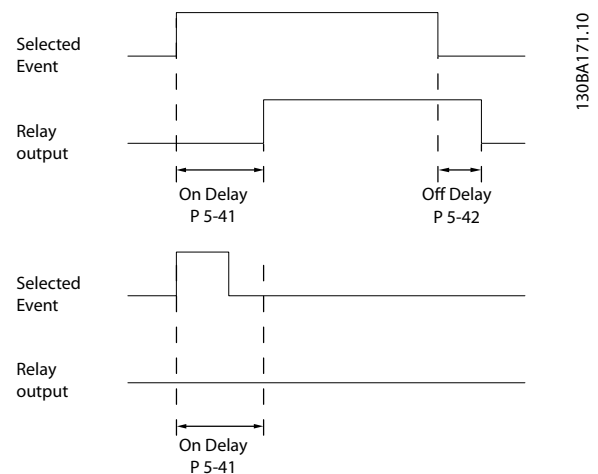 Selected
Event
130BA171.10
Relay
output
On Delay
P 5-41
Off Delay
P 5-42
Selected
Event
Relay
output
On Delay
P 5-41